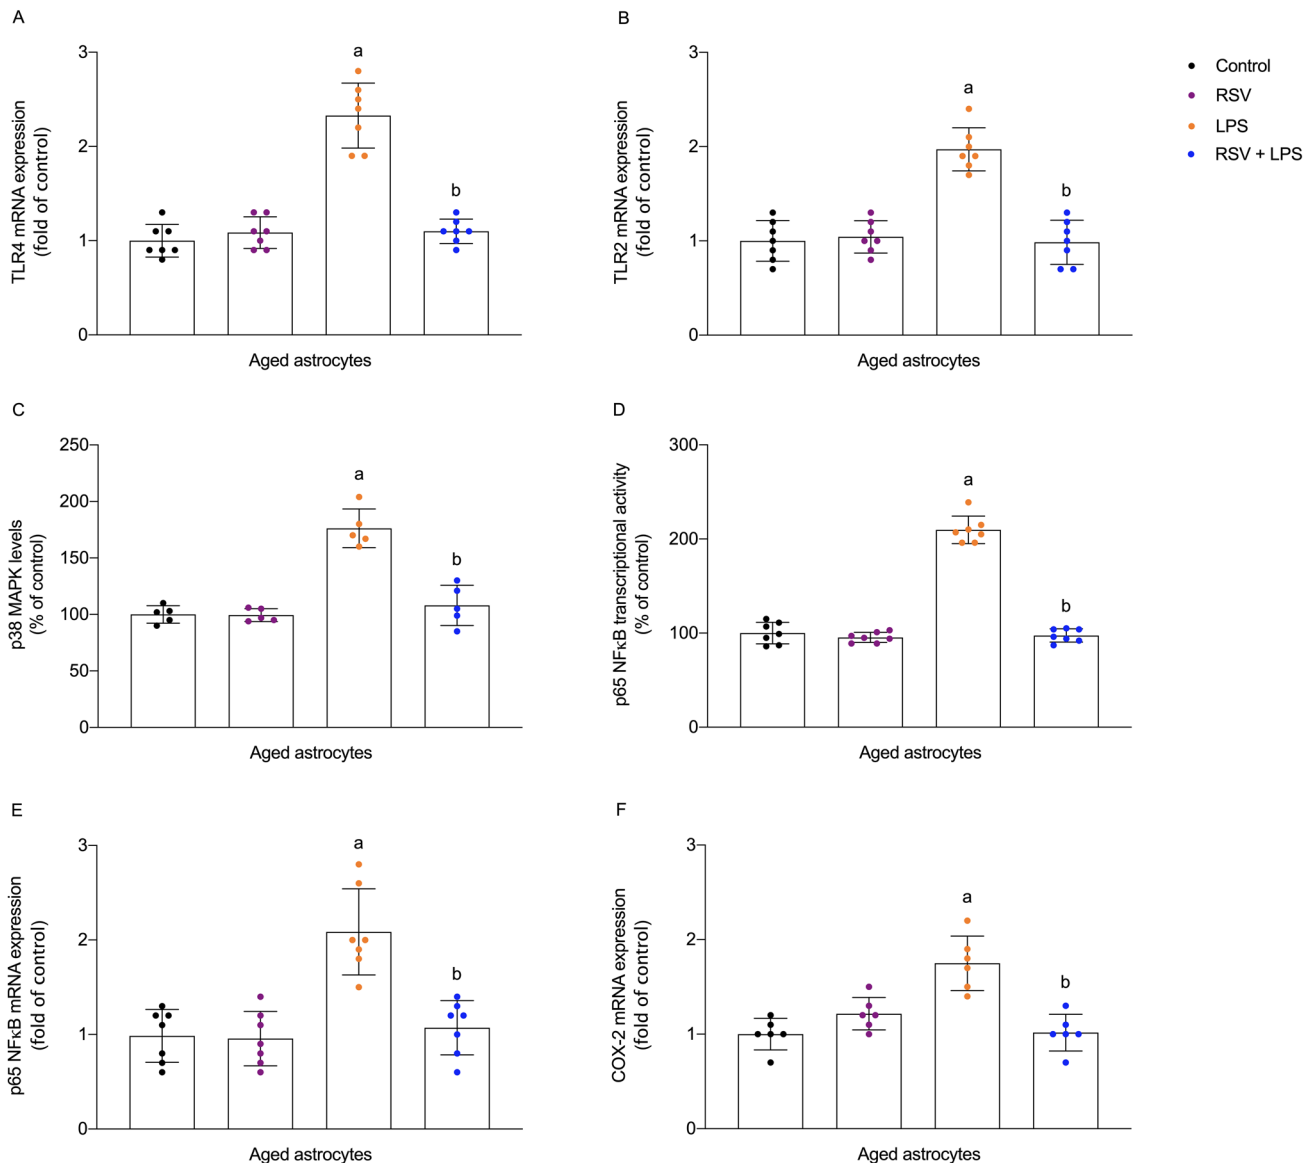 A
TLR4 mRNA expression
(fold of control)
3
2
1
0
a
b
Aged astrocytes
B
TLR2 mRNA expression
(fold of control)
3
2
1
0
a
b
Aged astrocytes
Control
RSV
LPS
RSV + LPS
C
p38 MAPK levels
(% of control)
250
200
150
100
50
0
a
b
Aged astrocytes
D
p65 NFκB transcriptional activity
(% of control)
300
200
100
0
a
b
Aged astrocytes
E
p65 NFκB mRNA expression
(fold of control)
3
2
1
0
a
b
Aged astrocytes
F
COX-2 mRNA expression
(fold of control)
3
2
1
0
a
b
Aged astrocytes